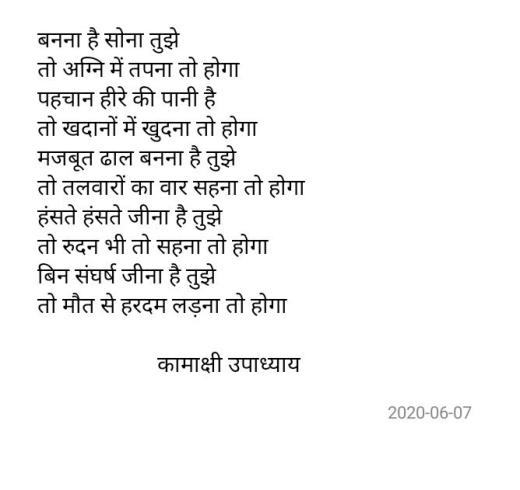 बनना है सोना तुझे
तो अग्नि में तपना तो होगा
पहचान हीरे की पानी है
तो खदानों में खुदना तो होगा
मजबूत ढाल बनना है तुझे
तो तलवारों का वार सहना तो होगा
हंसते हंसते जीना है तुझे
तो रुदन भी तो सहना तो होगा
बिन संघर्ष जीना है तुझे
तो मौत से हरदम लड़ना तो होगा
कामाक्षी उपाध्याय
2020-06-07